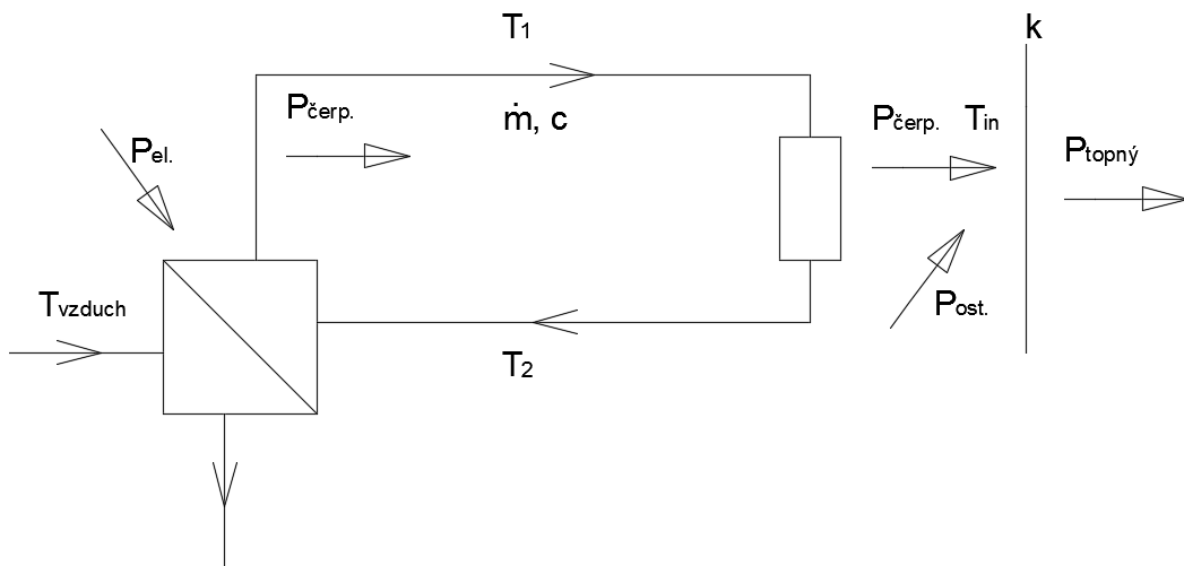 T1
k
Pčerp.
ṁ, c
Pčerp.
Tin
Pel.
Ptopný
Tvzduch
Post.
T2